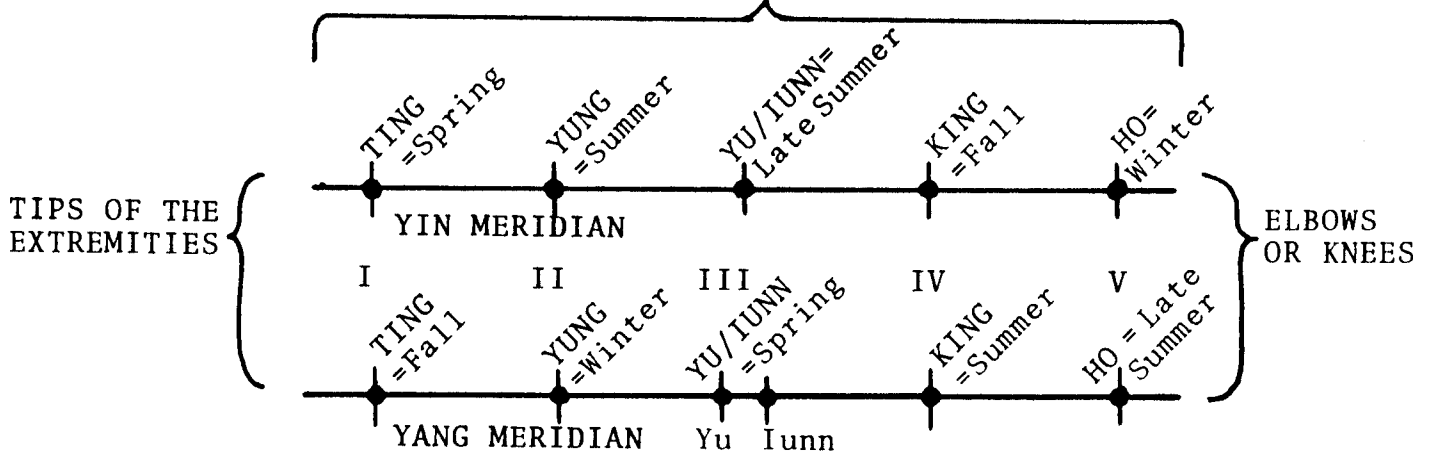 TING
=Spring
YUNG
=Summer
YU/IUNN=
Late Summer
KING
=Fall
HO=
Winter
TIPS OF THE
EXTREMITIES
YIN MERIDIAN
ELBOWS
OR KNEES
I
II
III
IV
V
TING
=Fall
YUNG
=Winter
YU/IUNN
=Spring
KING
=Summer
HO = Late
Summer
YANG MERIDIAN
Yu
Iunn